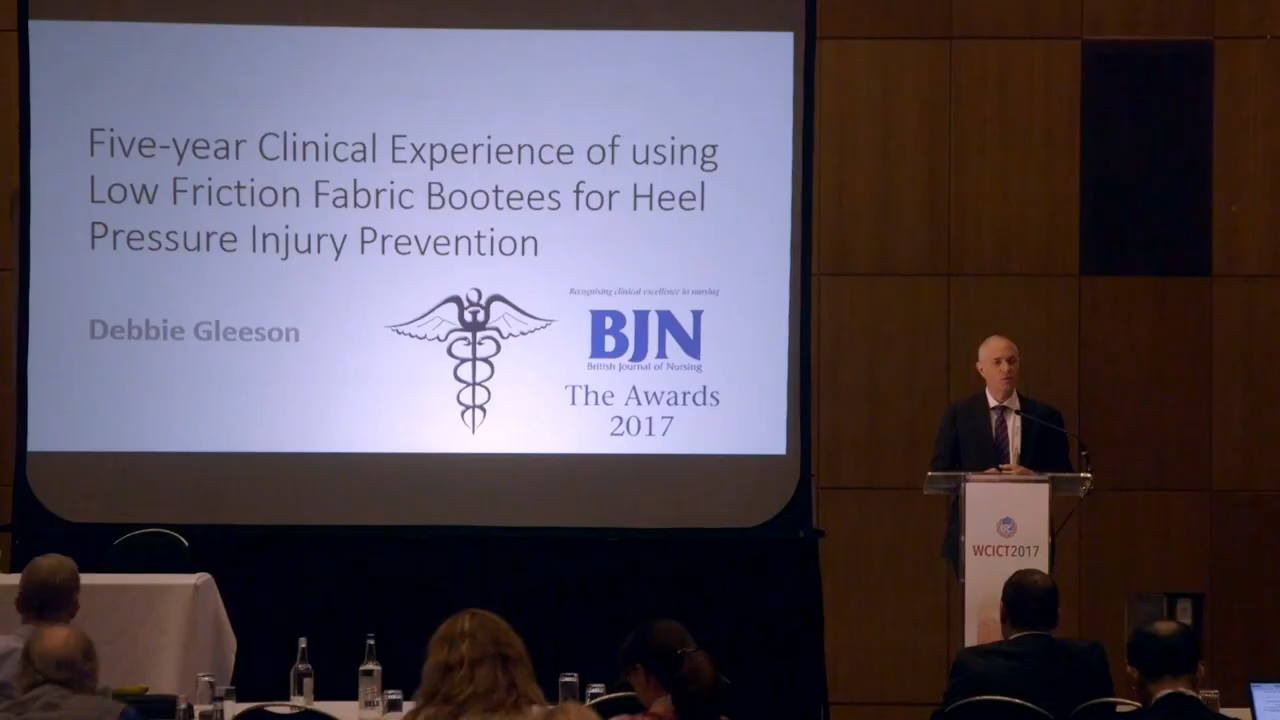 Five-year Clinical Experience of using
Low Friction Fabric Bootees for Heel
Pressure Injury Prevention
Debbie Gleeson
Recognising clinical excellence in nursing
BJN
British Journal of Nursing
The Awards
2017
WCICT2017